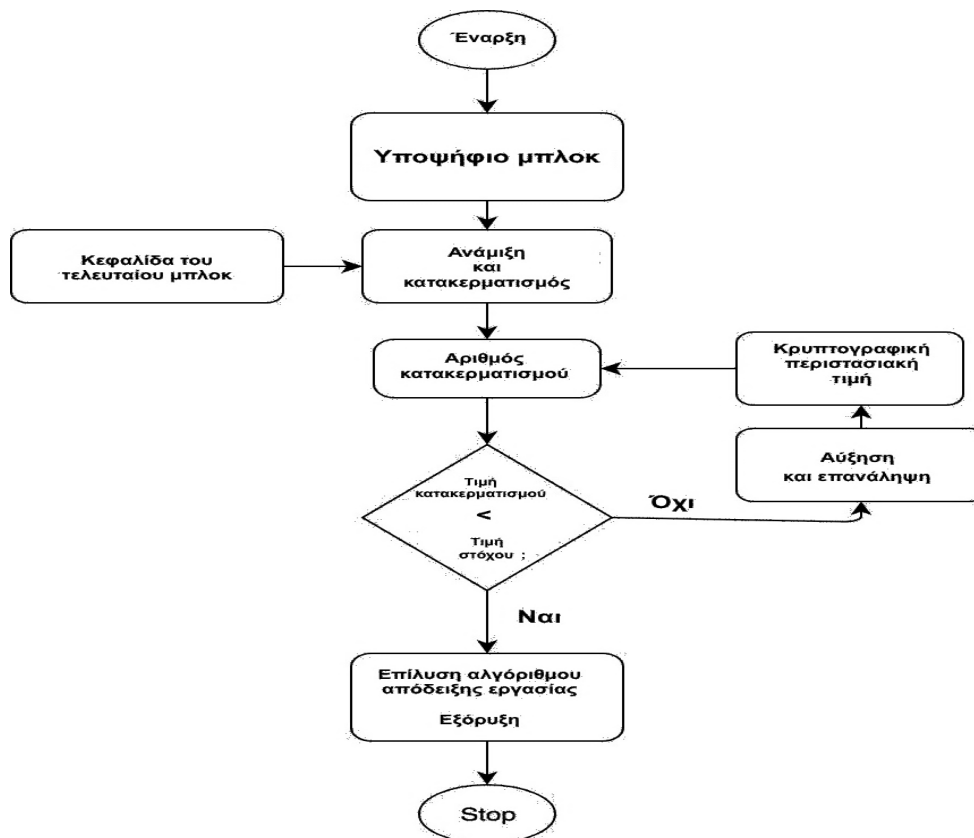 Έναρξη
Υποψήφιο μπλοκ
Κεφαλίδα του
τελευταίου μπλοκ
Ανάμιξη
και
κατακερματισμός
Αριθμός
κατακερματισμού
Κρυπτογραφική
περιστασιακή
τιμή
Αύξηση
και επανάληψη
Τιμή
κατακερματισμού
<
Τιμή
στόχου ;
Όχι
Ναι
Επίλυση αλγόριθμου
απόδειξης εργασίας
Εξόρυξη
Stop